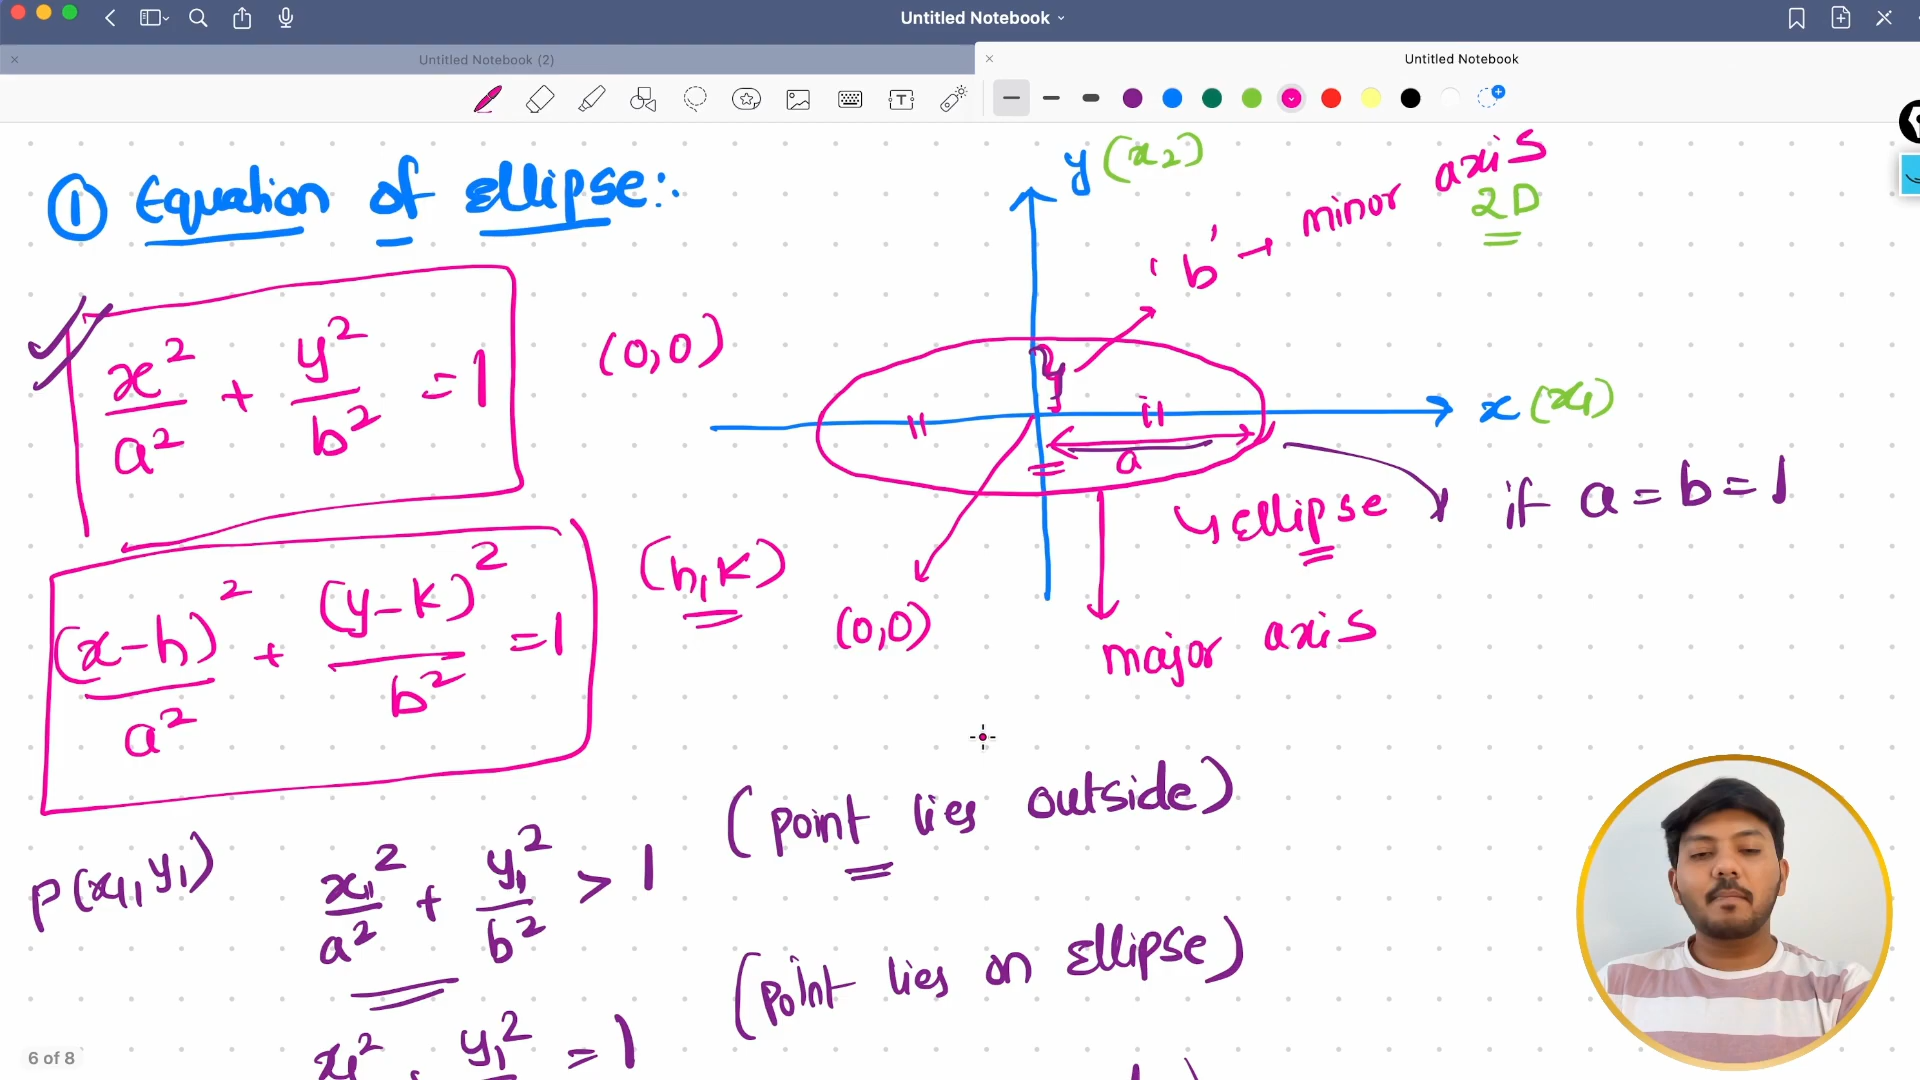 Untitled Notebook
Untitled Notebook (2)
Untitled Notebook
① Equation of ellipse:
y (x2)
'b' → minor axis
2D
x²/a² + y²/b² = 1
(0,0)
x (x1)
a
if a = b = 1
ellipse
(x-h)²/a² + (y-k)²/b² = 1
(h,k)
(0,0)
major axis
P(x1,y1)
x1²/a² + y1²/b² > 1
(point lies outside)
x1² + y1² = 1
(point lies on Ellipse)
6 of 8